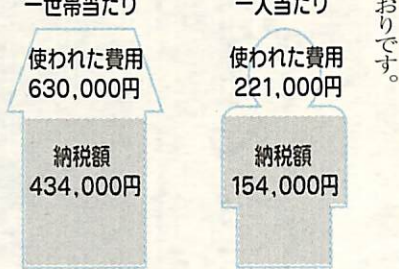 おりです。
一世帯当たり
使われた費用
630,000円
納税額
434,000円
一人当たり
使われた費用
221,000円
納税額
154,000円